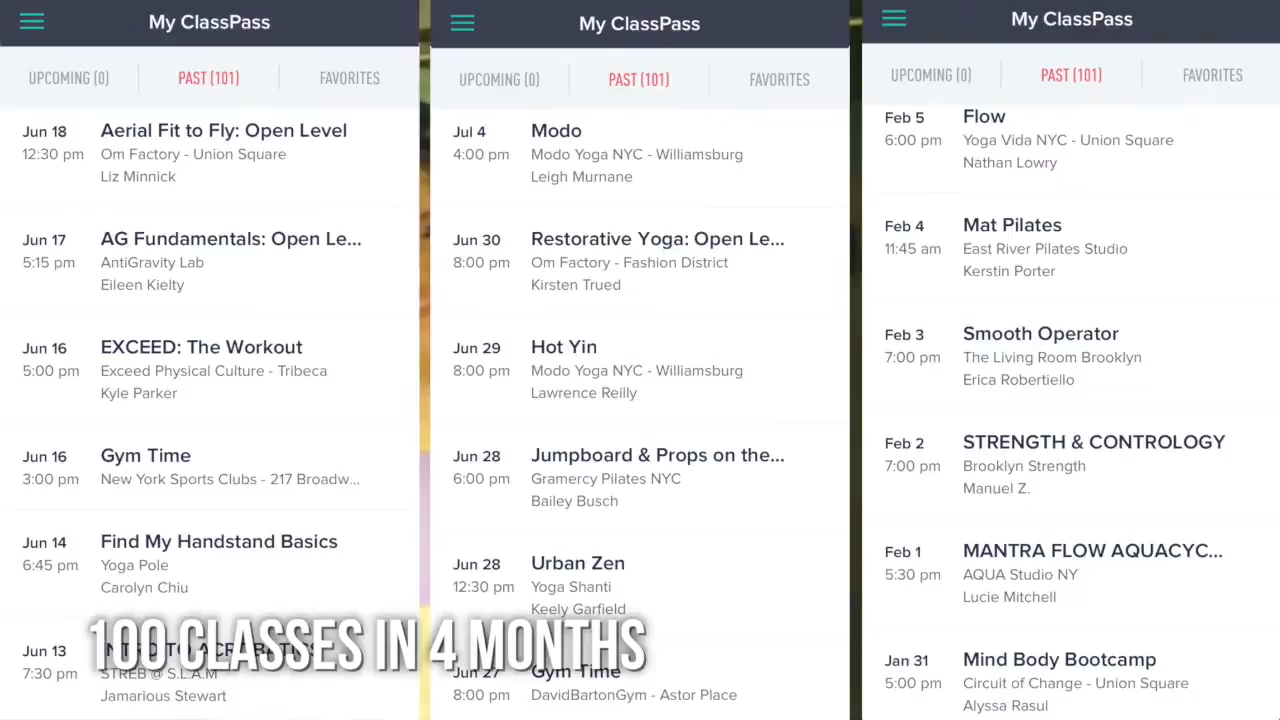 My ClassPass
UPCOMING (0)
PAST (101)
FAVORITES
Jun 18
Aerial Fit to Fly: Open Level
12:30 pm
Om Factory - Union Square
Liz Minnick
Jun 17
AG Fundamentals: Open Le...
5:15 pm
AntiGravity Lab
Eileen Kielty
Jun 16
EXCEED: The Workout
5:00 pm
Exceed Physical Culture - Tribeca
Kyle Parker
Jun 16
Gym Time
3:00 pm
New York Sports Clubs - 217 Broadw...
Jun 14
Find My Handstand Basics
6:45 pm
Yoga Pole
Carolyn Chiu
Jun 13
INTRO TO ACROBATICS
7:30 pm
STREB @ S.L.A.M
Jamarious Stewart
My ClassPass
UPCOMING (0)
PAST (101)
FAVORITES
Jul 4
Modo
4:00 pm
Modo Yoga NYC - Williamsburg
Leigh Murnane
Jun 30
Restorative Yoga: Open Le...
8:00 pm
Om Factory - Fashion District
Kirsten Trued
Jun 29
Hot Yin
8:00 pm
Modo Yoga NYC - Williamsburg
Lawrence Reilly
Jun 28
Jumpboard & Props on the...
6:00 pm
Gramercy Pilates NYC
Bailey Busch
Jun 28
Urban Zen
12:30 pm
Yoga Shanti
Keely Garfield
Jun 27
Gym Time
8:00 pm
DavidBartonGym - Astor Place
My ClassPass
UPCOMING (0)
PAST (101)
FAVORITES
Feb 5
Flow
6:00 pm
Yoga Vida NYC - Union Square
Nathan Lowry
Feb 4
Mat Pilates
11:45 am
East River Pilates Studio
Kerstin Porter
Feb 3
Smooth Operator
7:00 pm
The Living Room Brooklyn
Erica Robertiello
Feb 2
STRENGTH & CONTROLOGY
7:00 pm
Brooklyn Strength
Manuel Z.
Feb 1
MANTRA FLOW AQUACYC...
5:30 pm
AQUA Studio NY
Lucie Mitchell
Jan 31
Mind Body Bootcamp
5:00 pm
Circuit of Change - Union Square
Alyssa Rasul
100 CLASSES IN 4 MONTHS